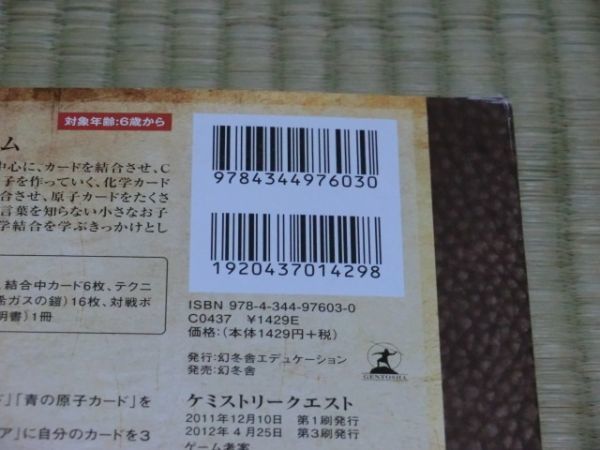 対象年齢:6歳から
ム
中心に、カードを結合させ、C
子を作っていく、化学カード
合させ、原子カードをたくさ
言葉を知らない小さなお子
学結合を学ぶきっかけとし
9784344976030
1920437014298
ISBN 978-4-344-97603-0
C0437 ¥1429E
価格:(本体1429円+税)
、結合中カード6枚、テクニ
希ガスの鎧)16枚、対戦ボ
明書)1冊
発行:幻冬舎エデュケーション
発売:幻冬舎
GENTOSHA
ド」「青の原子カード」を
ア」に自分のカードを3
ケミストリークエスト
2011年12月10日 第1刷発行
2012年4月25日 第3刷発行
ゲーム考案